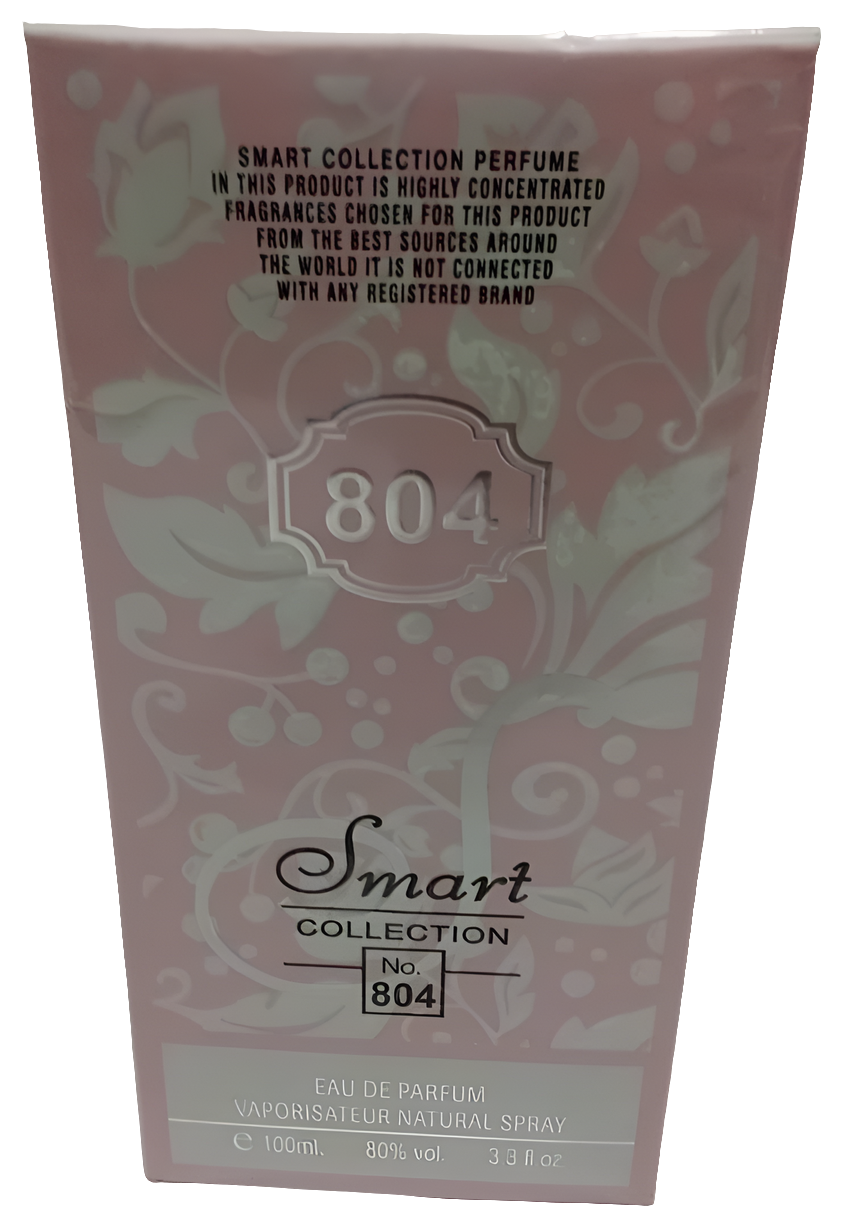 SMART COLLECTION PERFUME
IN THIS PRODUCT IS HIGHLY CONCENTRATED
FRAGRANCES CHOSEN FOR THIS PRODUCT
FROM THE BEST SOURCES AROUND
THE WORLD IT IS NOT CONNECTED
WITH ANY REGISTERED BRAND
804
Smart
COLLECTION
No.
804
EAU DE PARFUM
VAPORISATEUR NATURAL SPRAY
℮ 100ml. 80% vol. 3 3 fl oz